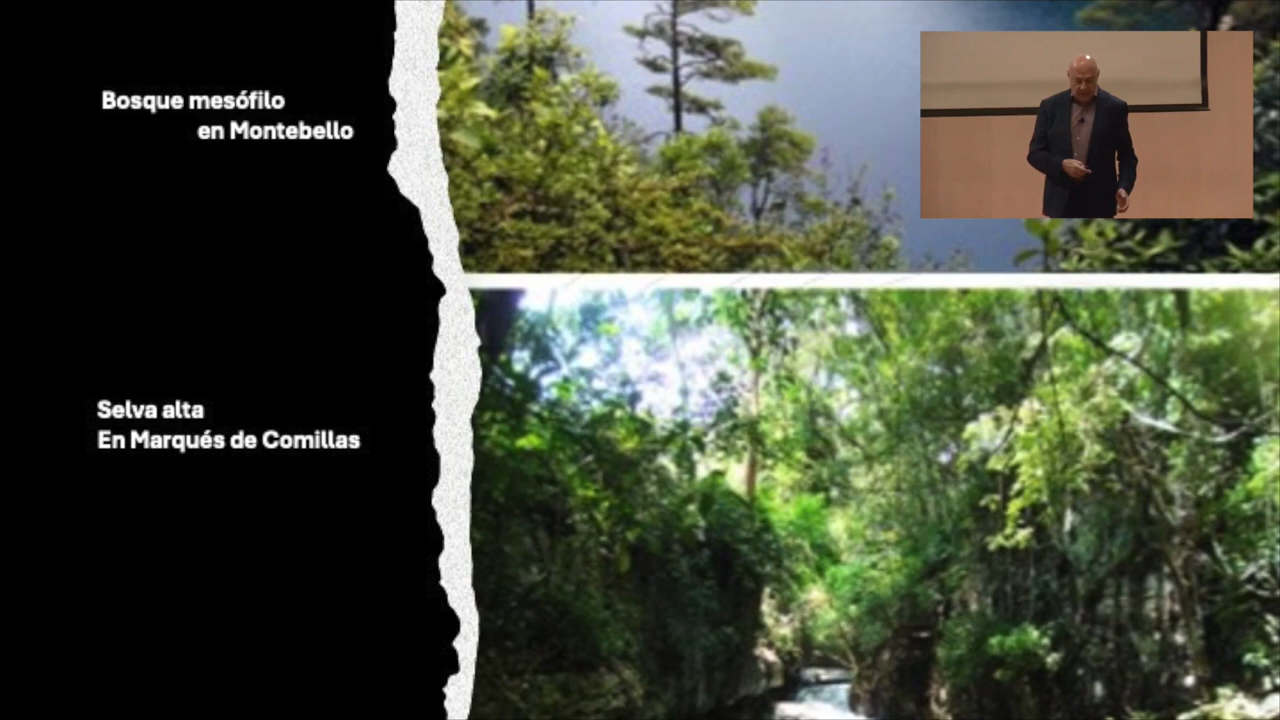 Bosque mesófilo
en Montebello
Selva alta
En Marqués de Comillas